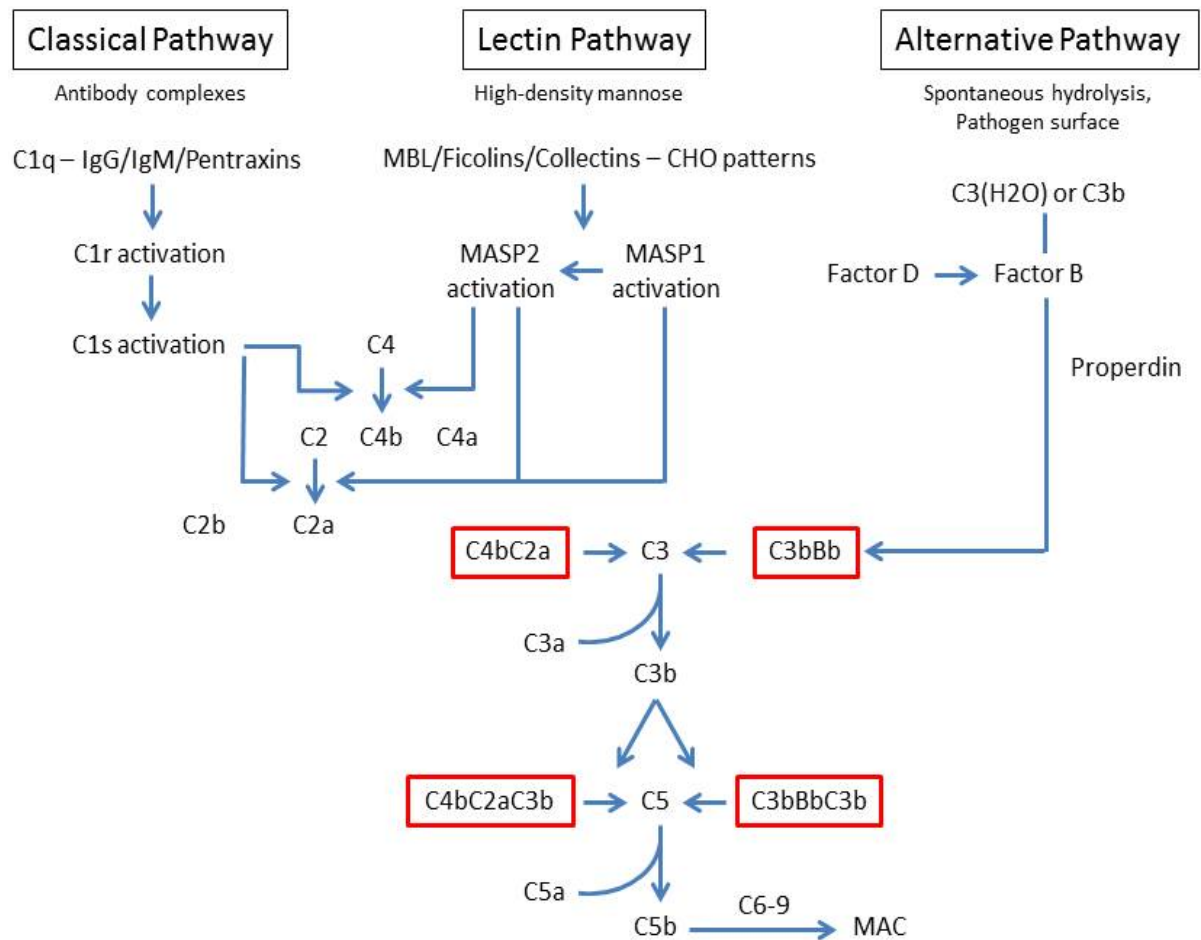 Classical Pathway
Lectin Pathway
Alternative Pathway
Antibody complexes
High-density mannose
Spontaneous hydrolysis,
Pathogen surface
C1q – IgG/IgM/Pentraxins
MBL/Ficolins/Collectins – CHO patterns
C3(H2O) or C3b
C1r activation
MASP2
activation
MASP1
activation
Factor D
Factor B
C1s activation
C4
Properdin
C2
C4b
C4a
C2b
C2a
C4bC2a
C3
C3bBb
C3a
C3b
C4bC2aC3b
C5
C3bBbC3b
C5a
C6-9
C5b
MAC